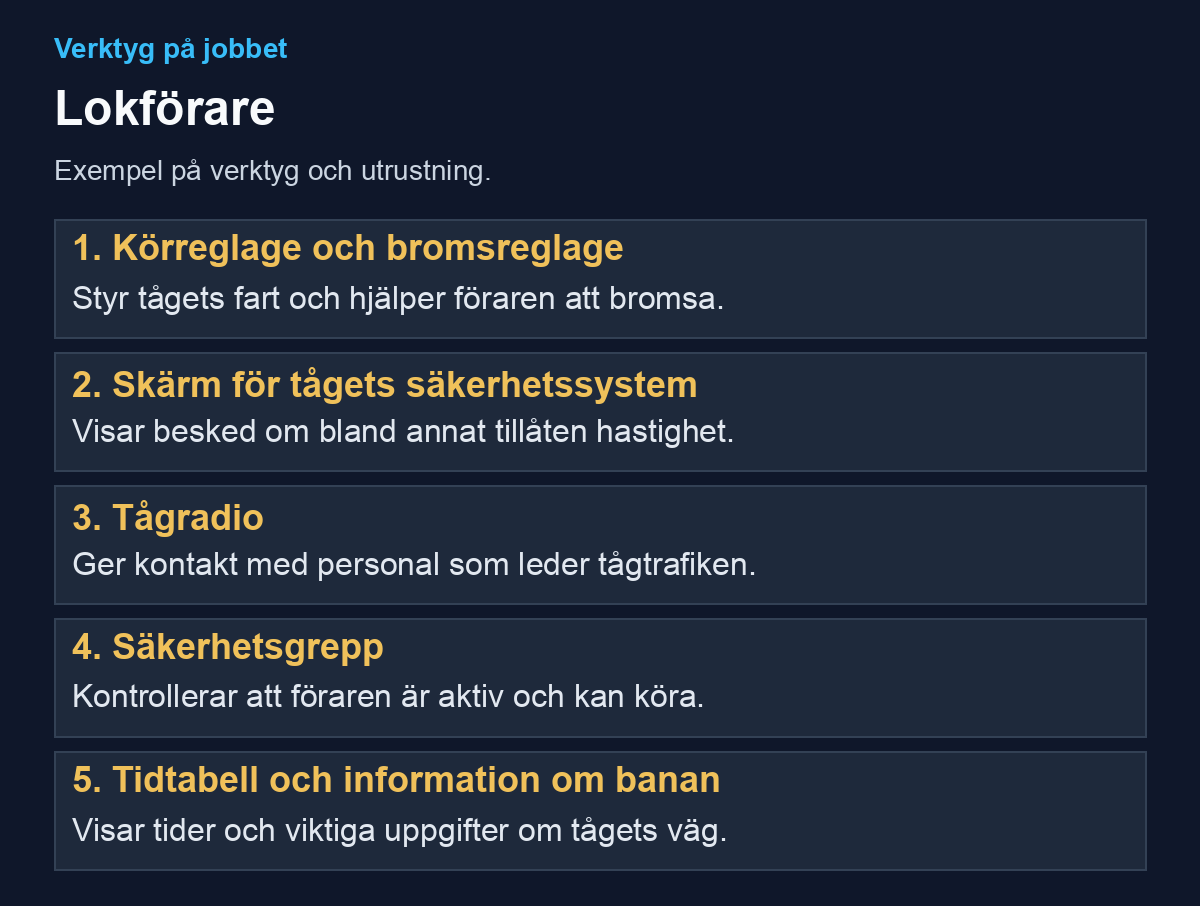 Verktyg på jobbet
Lokförare
Exempel på verktyg och utrustning.
1. Körreglage och bromsreglage
Styr tågets fart och hjälper föraren att bromsa.
2. Skärm för tågets säkerhetssystem
Visar besked om bland annat tillåten hastighet.
3. Tågradio
Ger kontakt med personal som leder tågtrafiken.
4. Säkerhetsgrepp
Kontrollerar att föraren är aktiv och kan köra.
5. Tidtabell och information om banan
Visar tider och viktiga uppgifter om tågets väg.